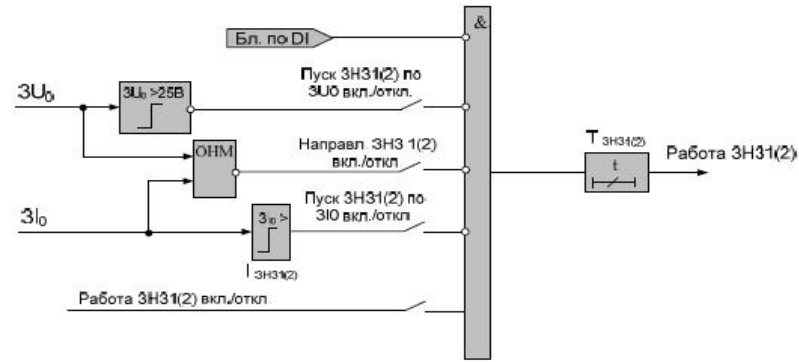 &
Бл. по DI
Пуск ЗНЗ1(2) по
3U0 вкл./откл.
3U₀ >25В
3U₀
Направл. ЗНЗ 1(2)
вкл./откл
ОНМ
T ЗНЗ1(2)
t
Работа ЗНЗ1(2)
Пуск ЗНЗ1(2) по
3I0 вкл./откл
3I₀
3I₀ >
I ЗНЗ1(2)
Работа ЗНЗ1(2) вкл./откл